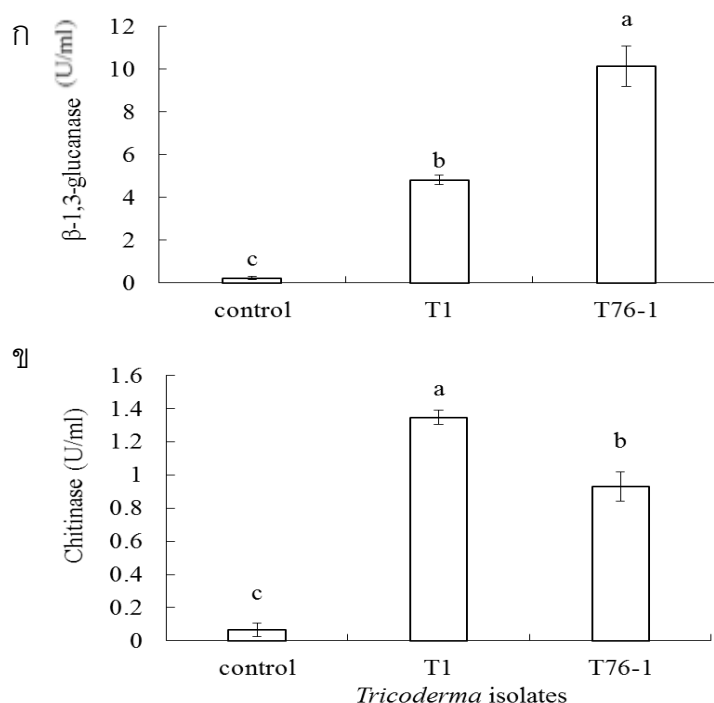 ก
β-1,3-glucanase (U/ml)
12
10
8
6
4
2
0
c
b
a
control T1 T76-1
ข
Chitinase (U/ml)
1.6
1.4
1.2
1
0.8
0.6
0.4
0.2
0
c
a
b
control T1 T76-1
Tricoderma isolates